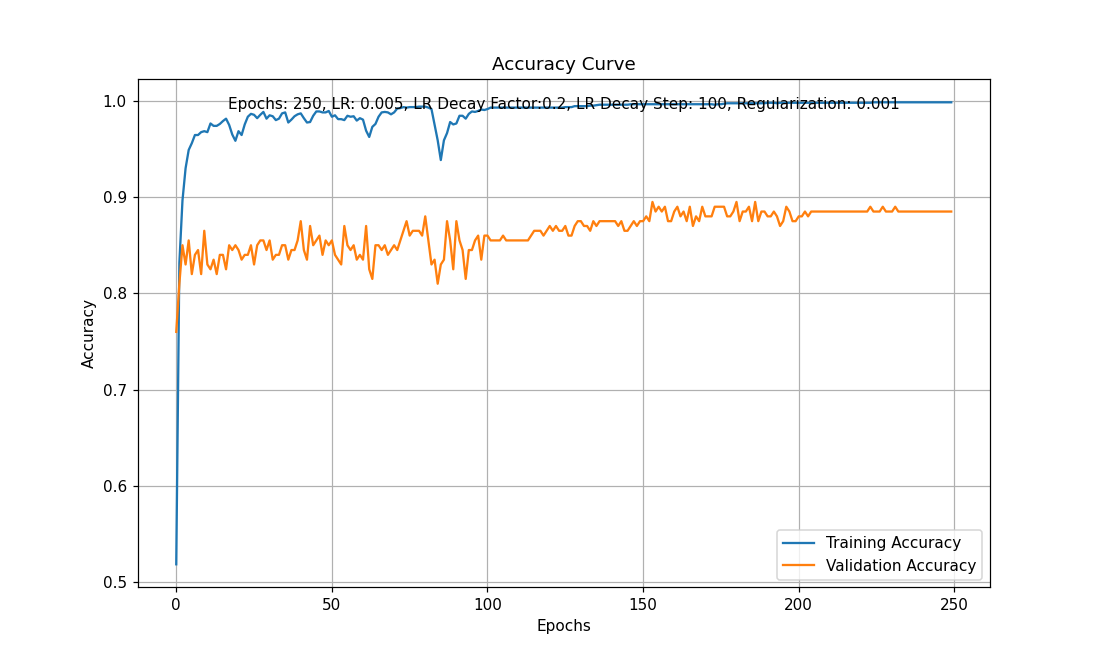 Accuracy Curve
Epochs: 250, LR: 0.005, LR Decay Factor:0.2, LR Decay Step: 100, Regularization: 0.001
1.0
0.9
0.8
0.7
0.6
0.5
Accuracy
Training Accuracy
Validation Accuracy
0 50 100 150 200 250
Epochs